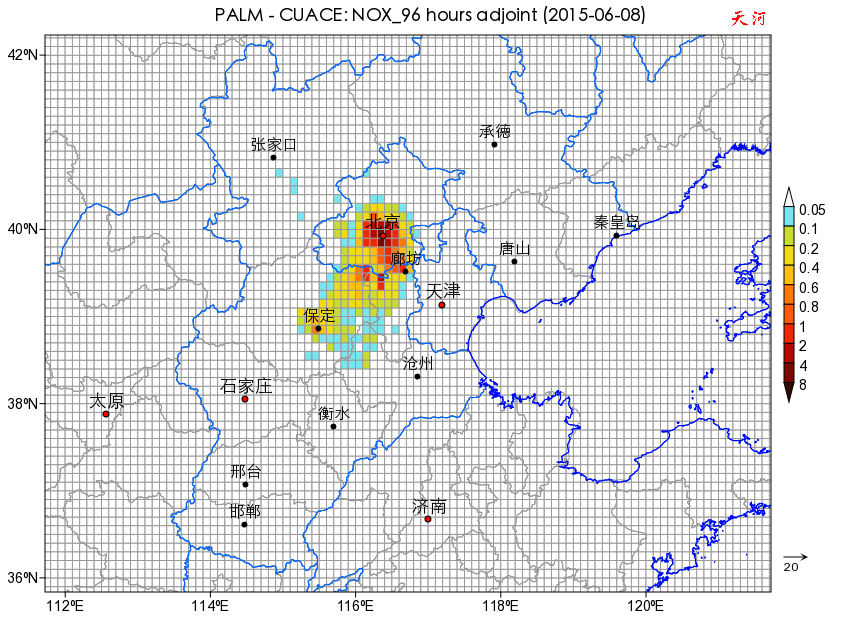 PALM - CUACE: NOX_96 hours adjoint (2015-06-08)
天河
42°N
承德
张家口
40°N
北京
秦皇岛
廊坊
唐山
天津
保定
沧州
38°N
石家庄
太原
衡水
邢台
济南
邯郸
36°N
112°E
114°E
116°E
118°E
120°E
0.05
0.1
0.2
0.4
0.6
0.8
1
2
4
8
20